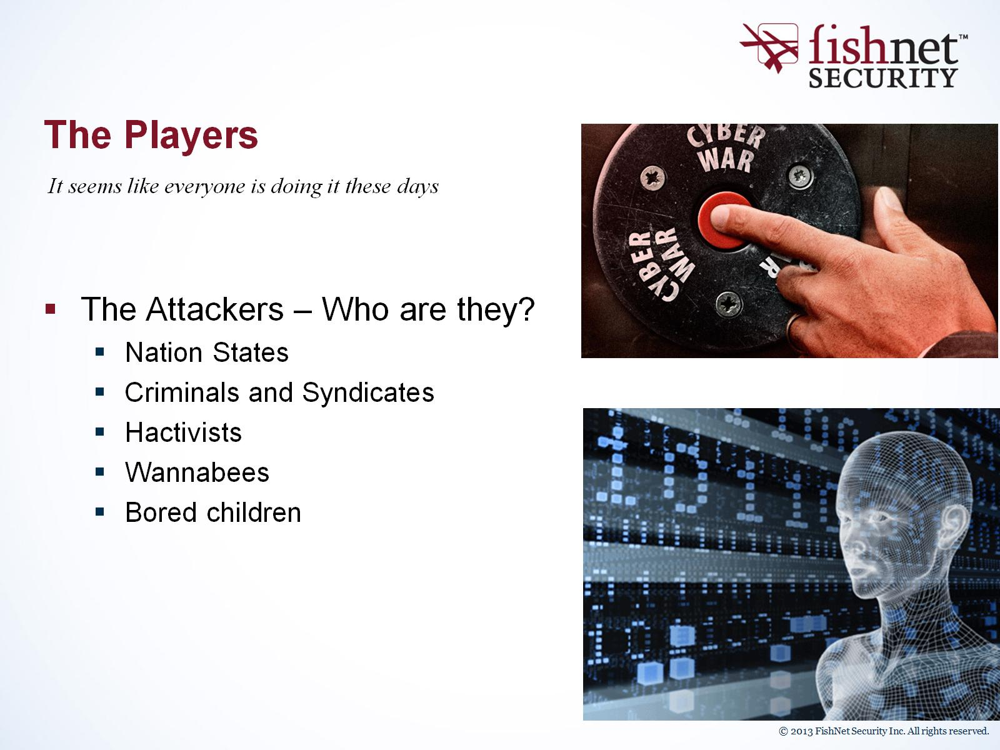 fishnet™
SECURITY
The Players
It seems like everyone is doing it these days
CYBER
WAR
CYBER
WAR
The Attackers – Who are they?
Nation States
Criminals and Syndicates
Hactivists
Wannabees
Bored children
© 2013 FishNet Security Inc. All rights reserved.